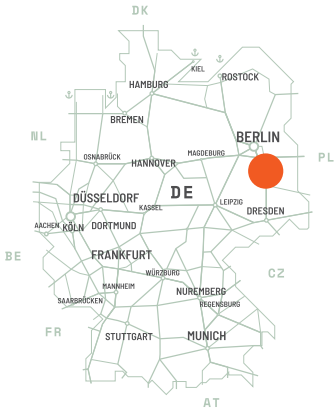 DK
KIEL
ROSTOCK
HAMBURG
BREMEN
NL
BERLIN
OSNABRÜCK
HANNOVER
MAGDEBURG
PL
DE
DÜSSELDORF
KASSEL
LEIPZIG
DRESDEN
AACHEN
KÖLN
DORTMUND
BE
FRANKFURT
WÜRZBURG
CZ
MANNHEIM
NUREMBERG
SAARBRÜCKEN
REGENSBURG
FR
STUTTGART
MUNICH
AT